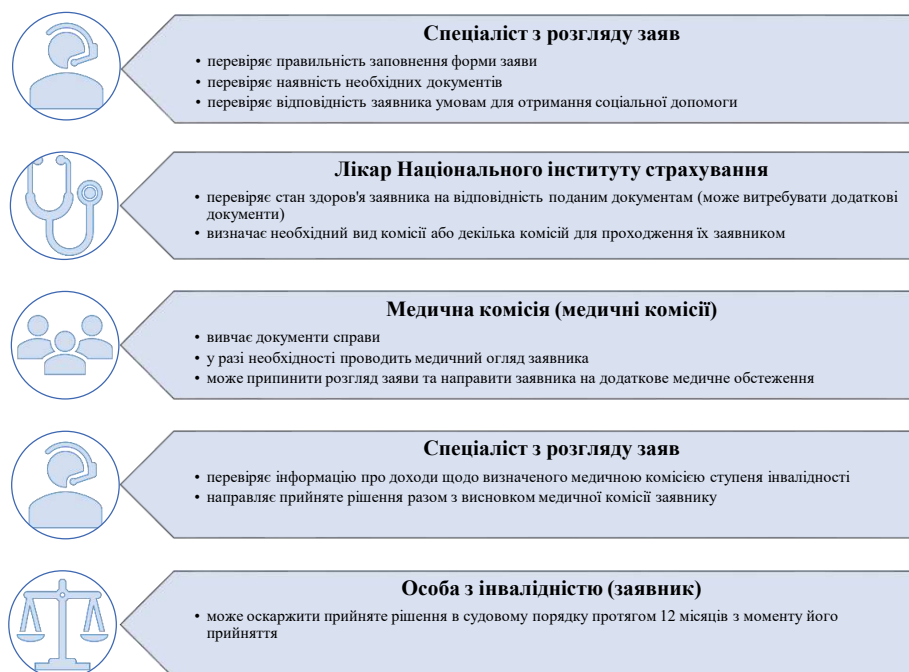 Спеціаліст з розгляду заяв
• перевіряє правильність заповнення форми заяви
• перевіряє наявність необхідних документів
• перевіряє відповідність заявника умовам для отримання соціальної допомоги
Лікар Національного інституту страхування
• перевіряє стан здоров'я заявника на відповідність поданим документам (може витребувати додаткові
документи)
• визначає необхідний вид комісії або декілька комісій для проходження їх заявником
Медична комісія (медичні комісії)
• вивчає документи справи
• у разі необхідності проводить медичний огляд заявника
• може припинити розгляд заяви та направити заявника на додаткове медичне обстеження
Спеціаліст з розгляду заяв
• перевіряє інформацію про доходи щодо визначеного медичною комісією ступеня інвалідності
• направляє прийняте рішення разом з висновком медичної комісії заявнику
Особа з інвалідністю (заявник)
• може оскаржити прийняте рішення в судовому порядку протягом 12 місяців з моменту його
прийняття